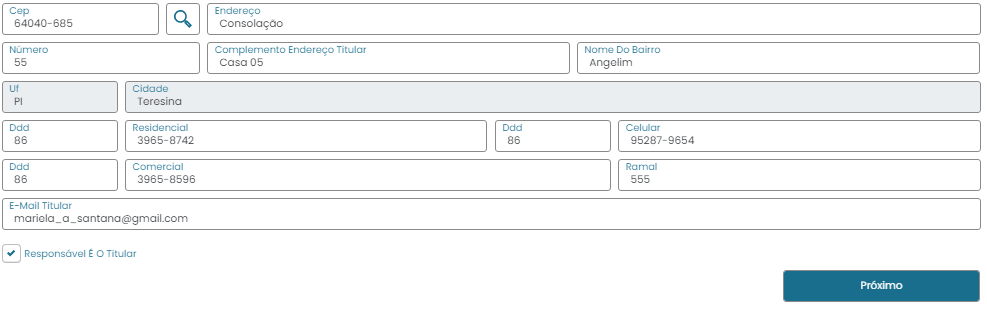 Cep Endereço
64040-685 Consolação
Número Complemento Endereço Titular Nome Do Bairro
55 Casa 05 Angelim
Uf Cidade
PI Teresina
Ddd Residencial Ddd Celular
86 3965-8742 86 95287-9654
Ddd Comercial Ramal
86 3965-8596 555
E-Mail Titular
mariela_a_santana@gmail.com
Responsável É O Titular
Próximo